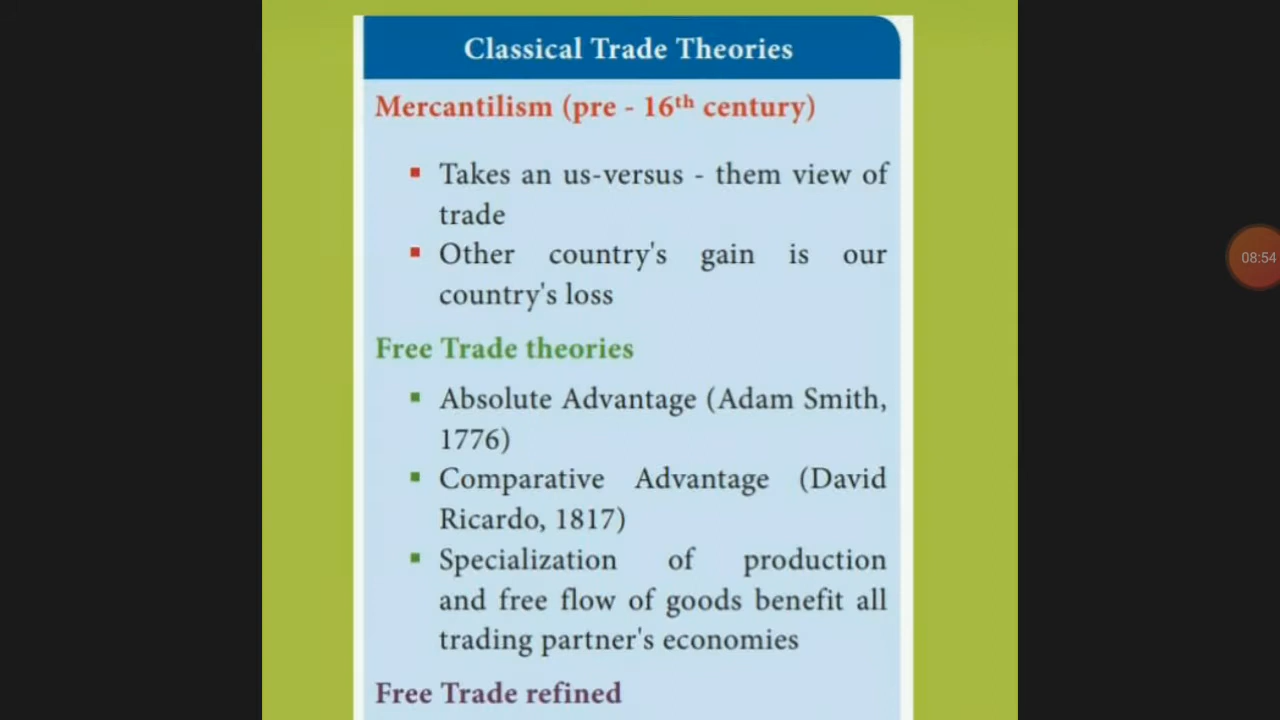 Classical Trade Theories
Mercantilism (pre - 16th century)
▪ Takes an us-versus - them view of
trade
▪ Other country's gain is our
country's loss
Free Trade theories
▪ Absolute Advantage (Adam Smith,
1776)
▪ Comparative Advantage (David
Ricardo, 1817)
▪ Specialization of production
and free flow of goods benefit all
trading partner's economies
Free Trade refined
08:54